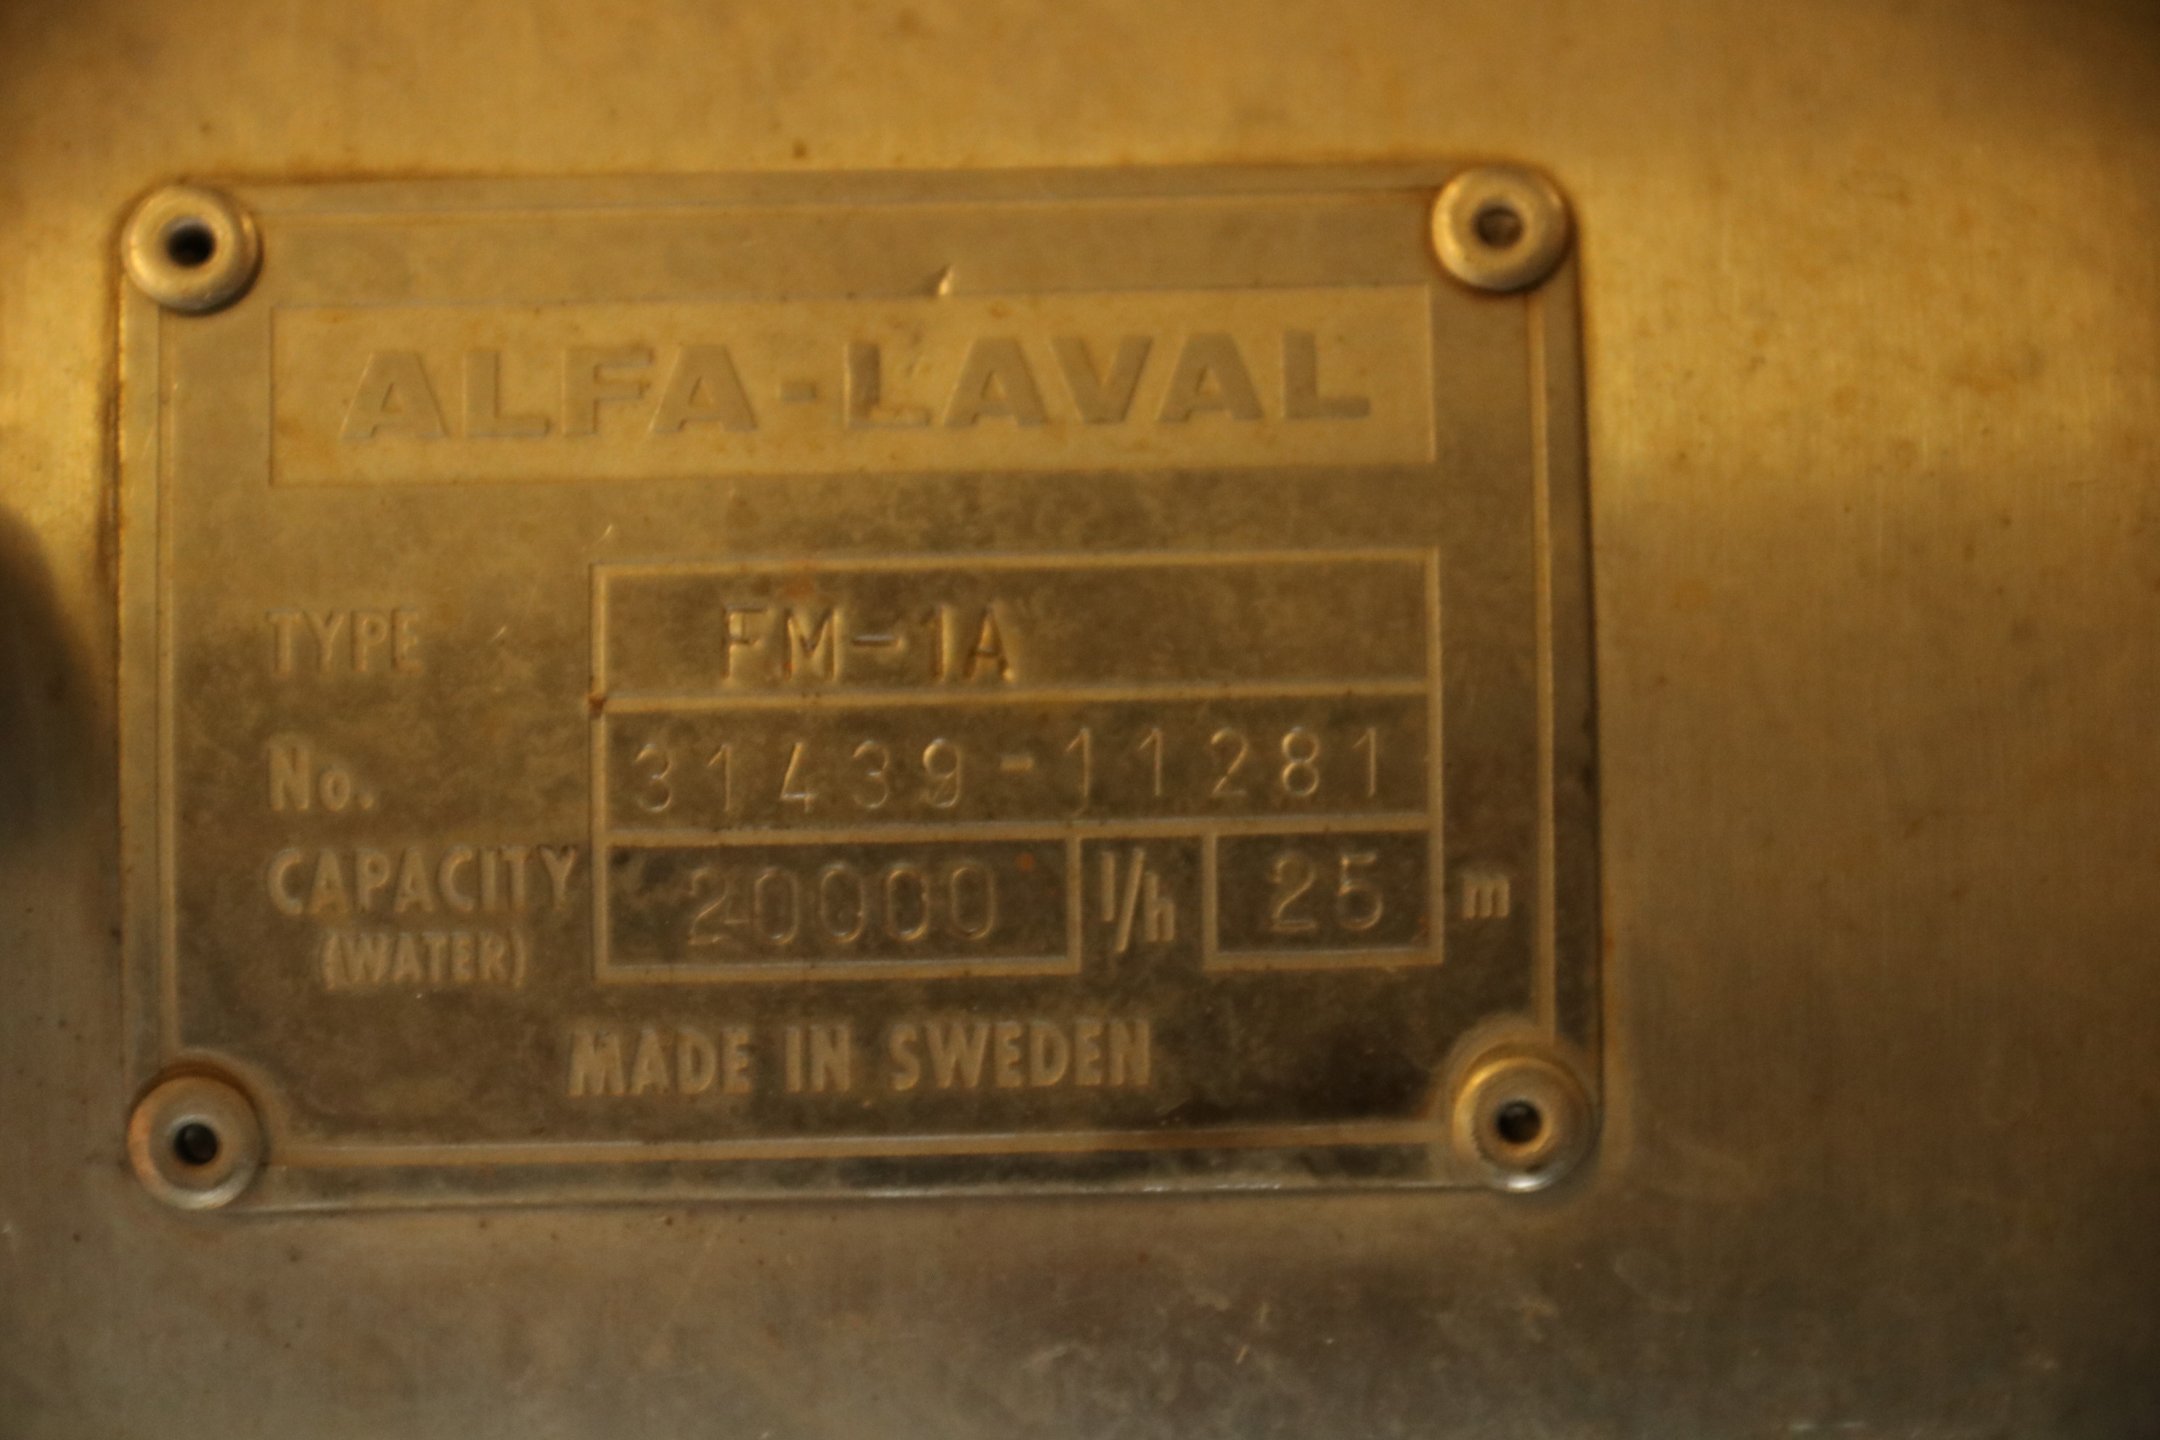 ALFA-LAVAL
TYPE FM-1A
No. 31439-11281
CAPACITY 20000 l/h 25 m
(WATER)
MADE IN SWEDEN